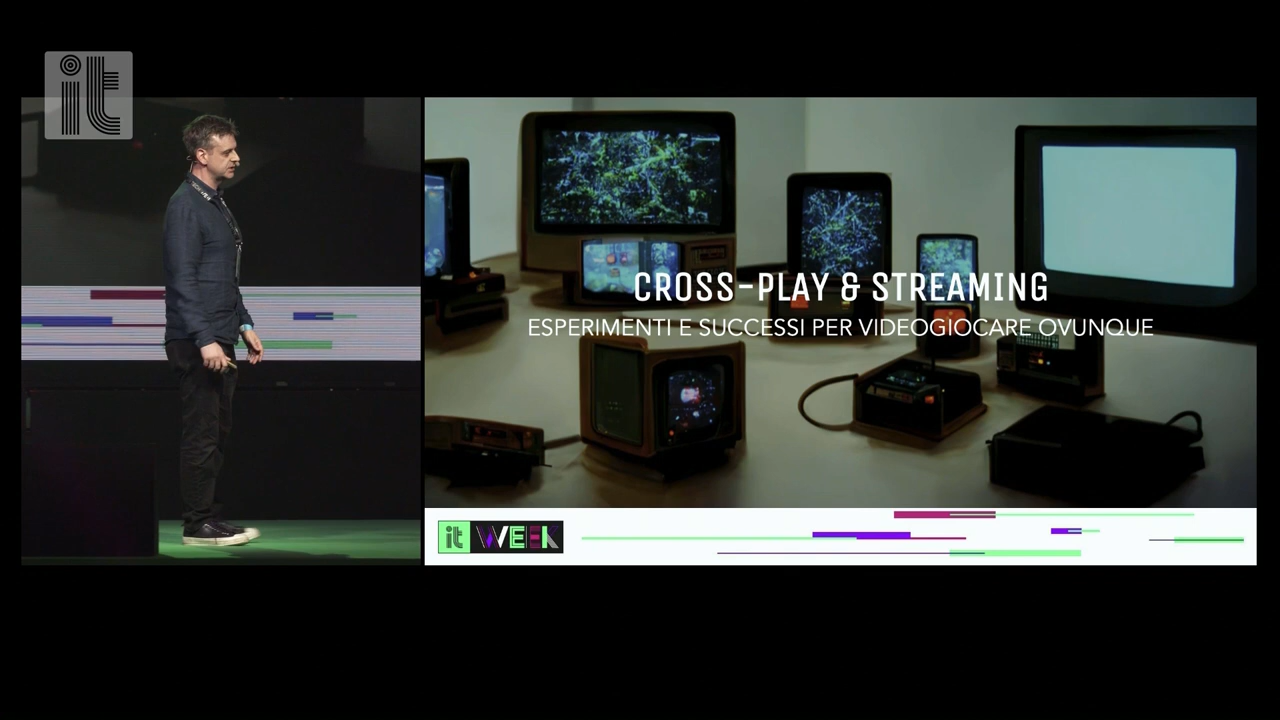 it
CROSS-PLAY & STREAMING
ESPERIMENTI E SUCCESSI PER VIDEOGIOCARE OVUNQUE
it WEEK